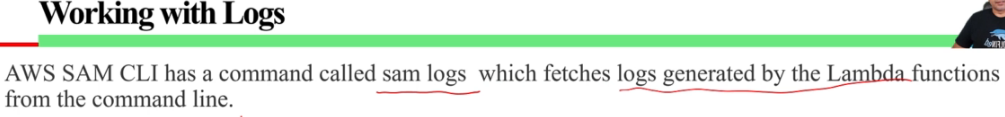 Working with Logs
AWS SAM CLI has a command called sam logs which fetches logs generated by the Lambda functions
from the command line.